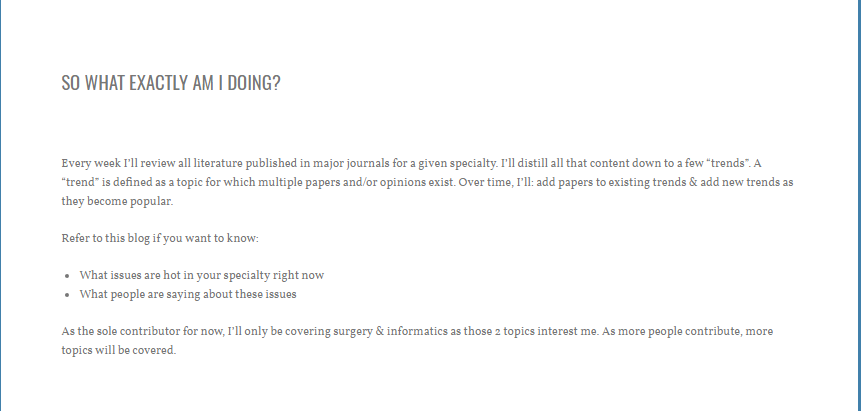 SO WHAT EXACTLY AM I DOING?
Every week I'll review all literature published in major journals for a given specialty. I'll distill all that content down to a few “trends”. A
“trend” is defined as a topic for which multiple papers and/or opinions exist. Over time, I'll: add papers to existing trends & add new trends as
they become popular.
Refer to this blog if you want to know:
• What issues are hot in your specialty right now
• What people are saying about these issues
As the sole contributor for now, I'll only be covering surgery & informatics as those 2 topics interest me. As more people contribute, more
topics will be covered.